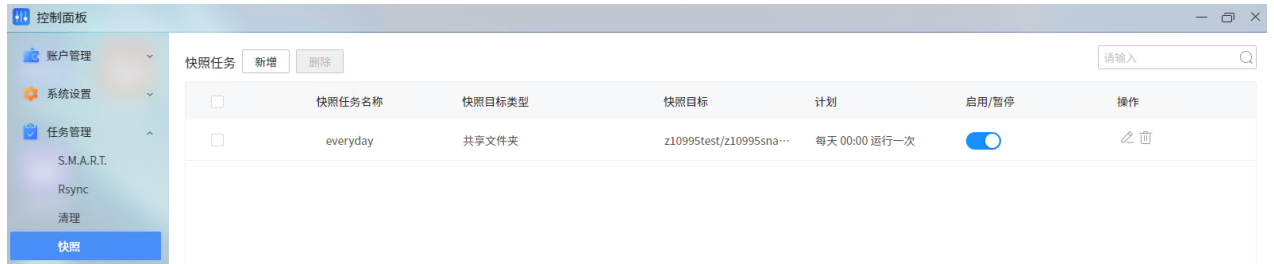 控制面板
账户管理
系统设置
任务管理
S.M.A.R.T.
Rsync
清理
快照
快照任务 新增 删除 请输入
快照任务名称 快照目标类型 快照目标 计划 启用/暂停 操作
everyday 共享文件夹 z10995test/z10995sna··· 每天 00:00 运行一次